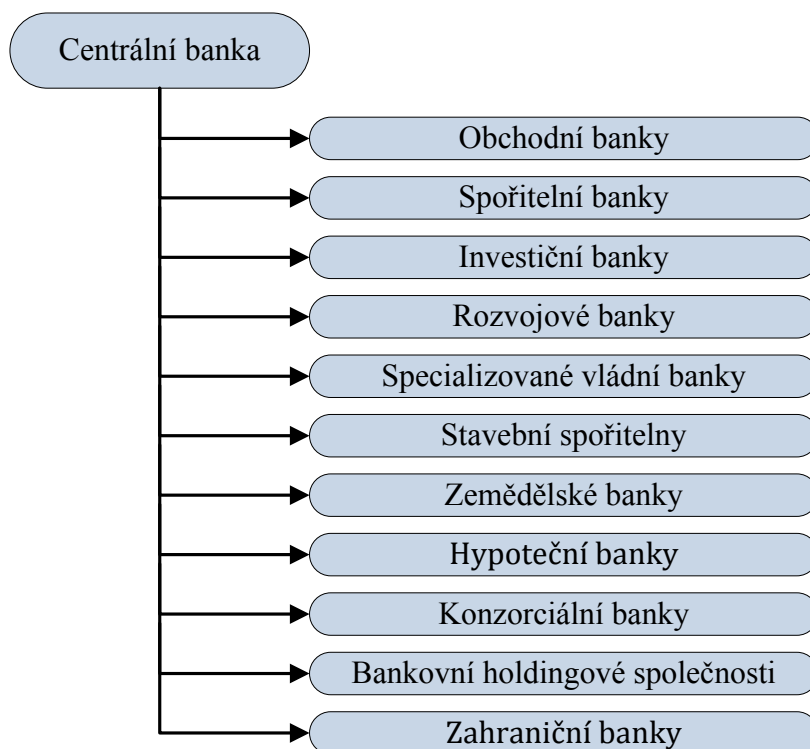 Centrální banka
Obchodní banky
Spořitelní banky
Investiční banky
Rozvojové banky
Specializované vládní banky
Stavební spořitelny
Zemědělské banky
Hypoteční banky
Konzorciální banky
Bankovní holdingové společnosti
Zahraniční banky